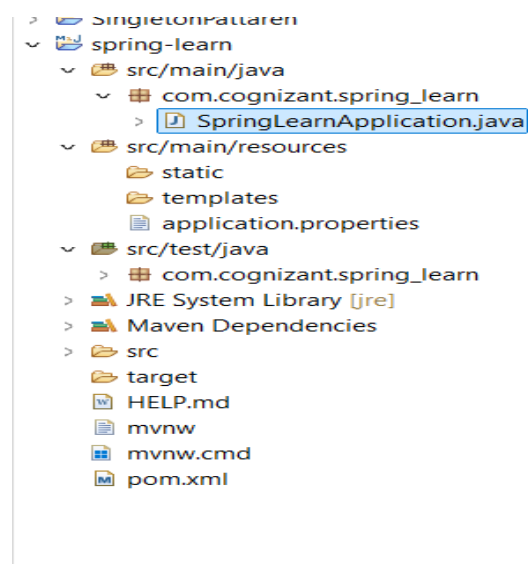 SingletonPattaren
spring-learn
src/main/java
com.cognizant.spring_learn
SpringLearnApplication.java
src/main/resources
static
templates
application.properties
src/test/java
com.cognizant.spring_learn
JRE System Library [jre]
Maven Dependencies
src
target
HELP.md
mvnw
mvnw.cmd
pom.xml